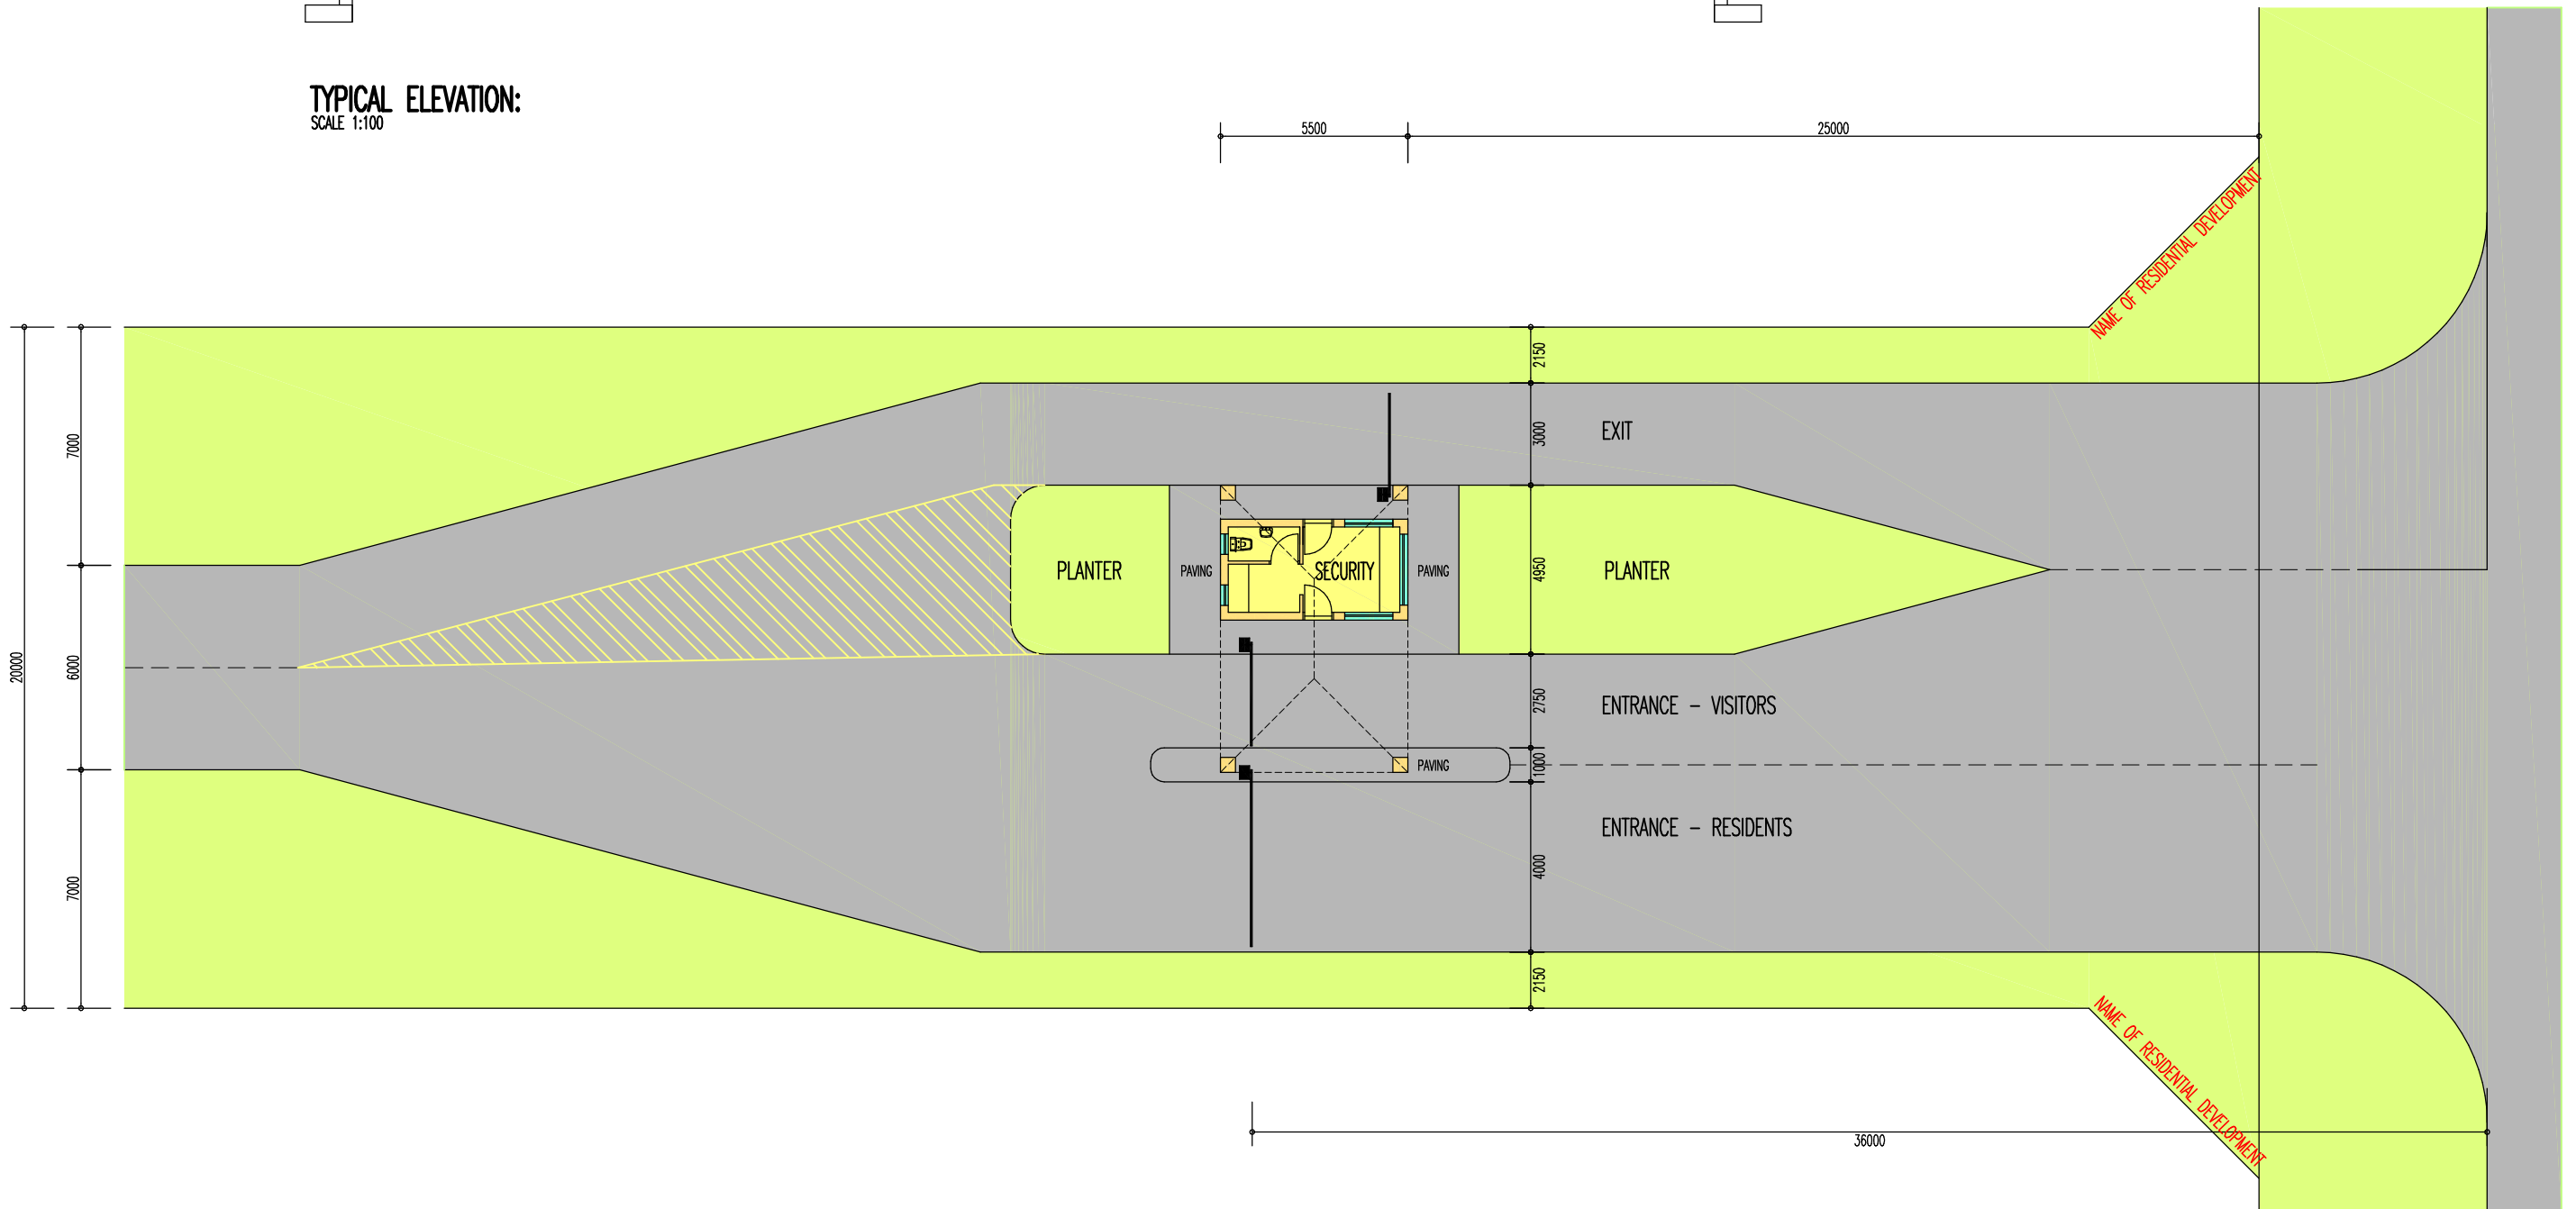 TYPICAL ELEVATION:
SCALE 1:100
5500
25000
NAME OF RESIDENTIAL DEVELOPMENT
2150
7000
3000
EXIT
PLANTER
PAVING
SECURITY
PAVING
4950
PLANTER
20000
6000
2750
ENTRANCE - VISITORS
PAVING
1000
ENTRANCE - RESIDENTS
7000
4000
2150
NAME OF RESIDENTIAL DEVELOPMENT
36000